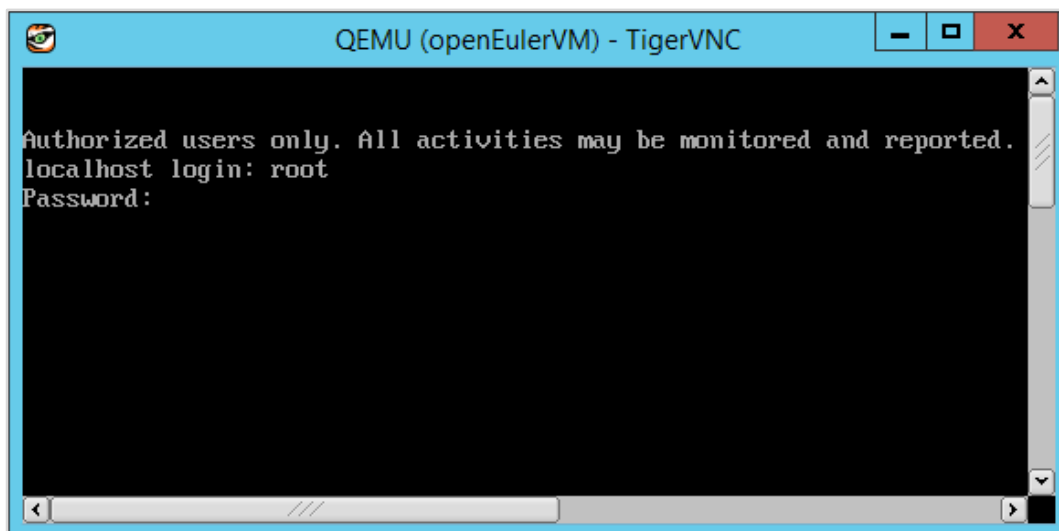 QEMU (openEulerVM) - TigerVNC
Authorized users only. All activities may be monitored and reported.
localhost login: root
Password: